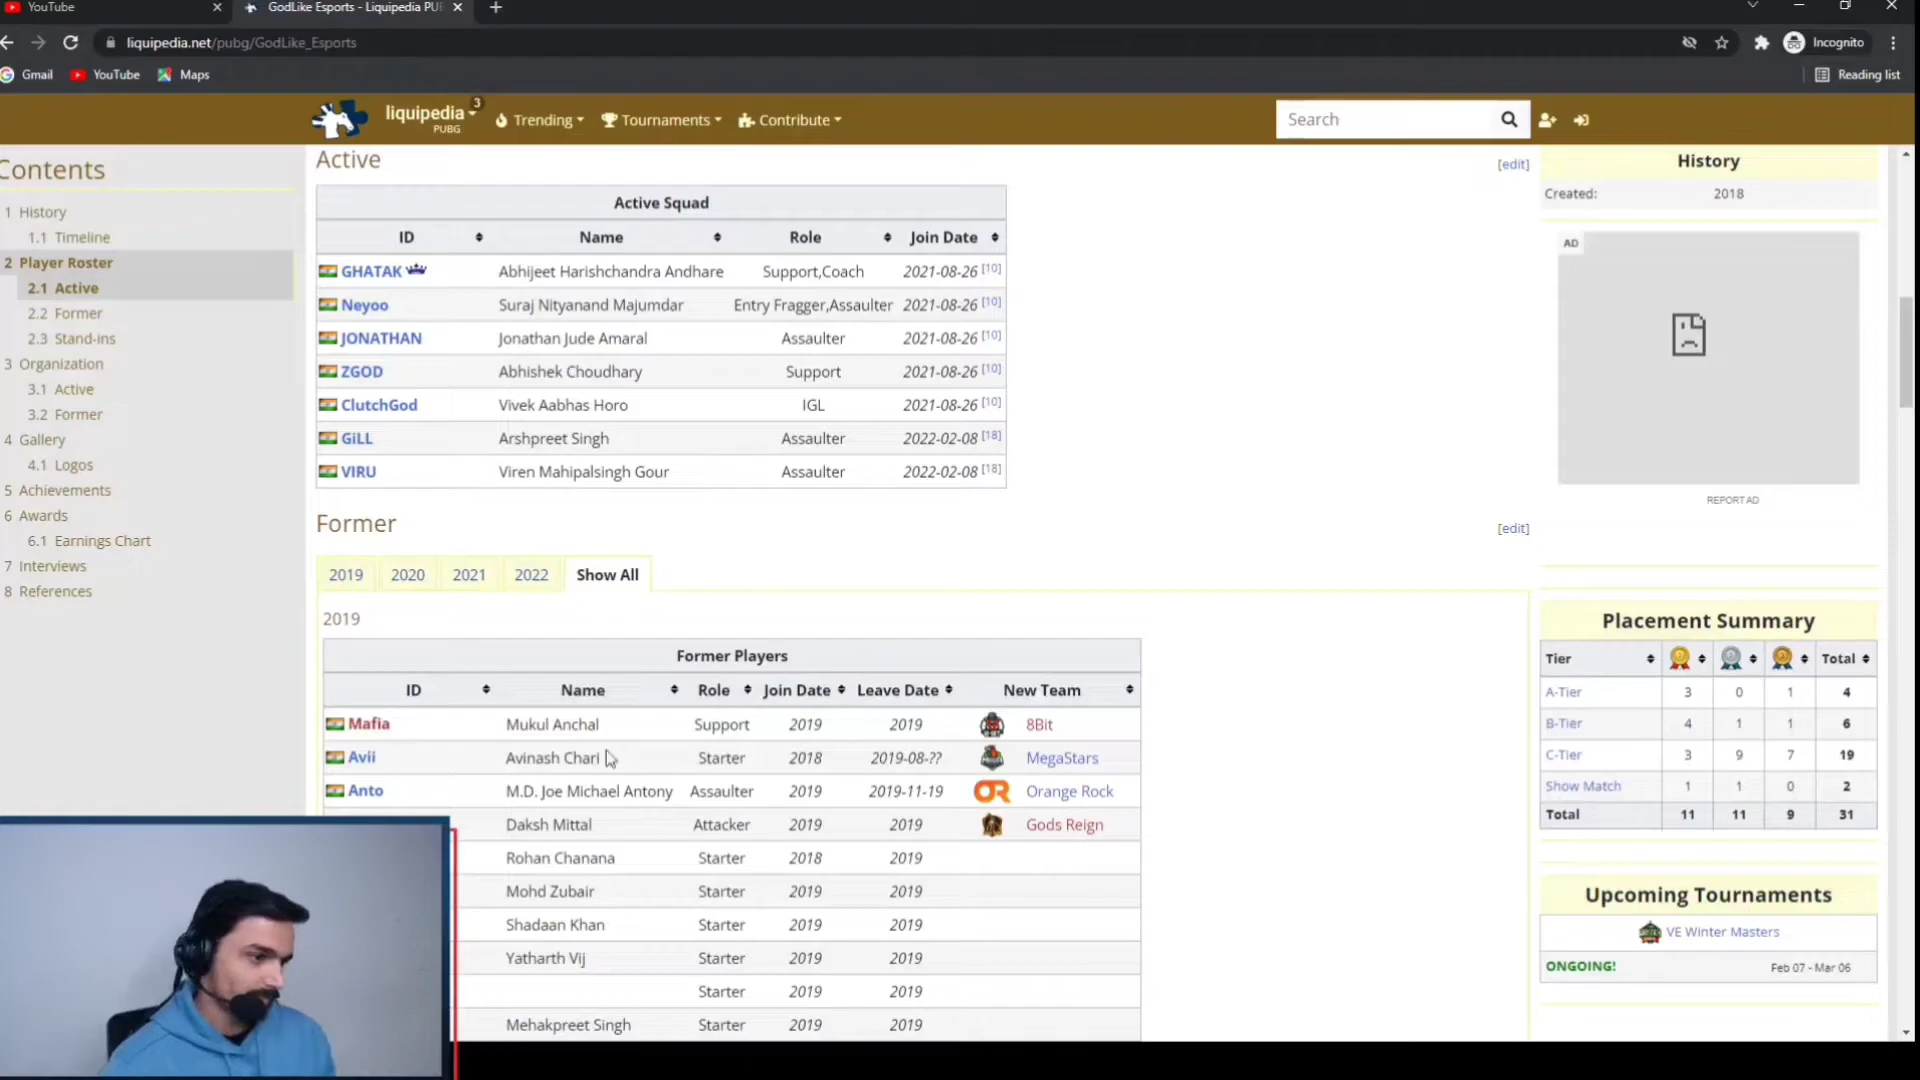 YouTube
GodLike Esports - Liquipedia PU
liquipedia.net/pubg/GodLike_Esports
Incognito
Gmail YouTube Maps
Reading list
liquipedia 3
PUBG
Trending Tournaments Contribute
Search
Contents
1 History
1.1 Timeline
2 Player Roster
2.1 Active
2.2 Former
2.3 Stand-ins
3 Organization
3.1 Active
3.2 Former
4 Gallery
4.1 Logos
5 Achievements
6 Awards
6.1 Earnings Chart
7 Interviews
8 References
Active [edit]
Active Squad
ID Name Role Join Date
GHATAK Abhijeet Harishchandra Andhare Support,Coach 2021-08-26 [10]
Neyoo Suraj Nityanand Majumdar Entry Fragger,Assaulter 2021-08-26 [10]
JONATHAN Jonathan Jude Amaral Assaulter 2021-08-26 [10]
ZGOD Abhishek Choudhary Support 2021-08-26 [10]
ClutchGod Vivek Aabhas Horo IGL 2021-08-26 [10]
GiLL Arshpreet Singh Assaulter 2022-02-08 [18]
VIRU Viren Mahipalsingh Gour Assaulter 2022-02-08 [18]
Former [edit]
2019 2020 2021 2022 Show All
2019
Former Players
ID Name Role Join Date Leave Date New Team
Mafia Mukul Anchal Support 2019 2019 8Bit
Avii Avinash Chari Starter 2018 2019-08-?? MegaStars
Anto M.D. Joe Michael Antony Assaulter 2019 2019-11-19 OR Orange Rock
Daksh Mittal Attacker 2019 2019 Gods Reign
Rohan Chanana Starter 2018 2019
Mohd Zubair Starter 2019 2019
Shadaan Khan Starter 2019 2019
Yatharth Vij Starter 2019 2019
Starter 2019 2019
Mehakpreet Singh Starter 2019 2019
History
Created: 2018
AD
REPORT AD
Placement Summary
Tier Total
A-Tier 3 0 1 4
B-Tier 4 1 1 6
C-Tier 3 9 7 19
Show Match 1 1 0 2
Total 11 11 9 31
Upcoming Tournaments
VE Winter Masters
ONGOING! Feb 07 - Mar 06